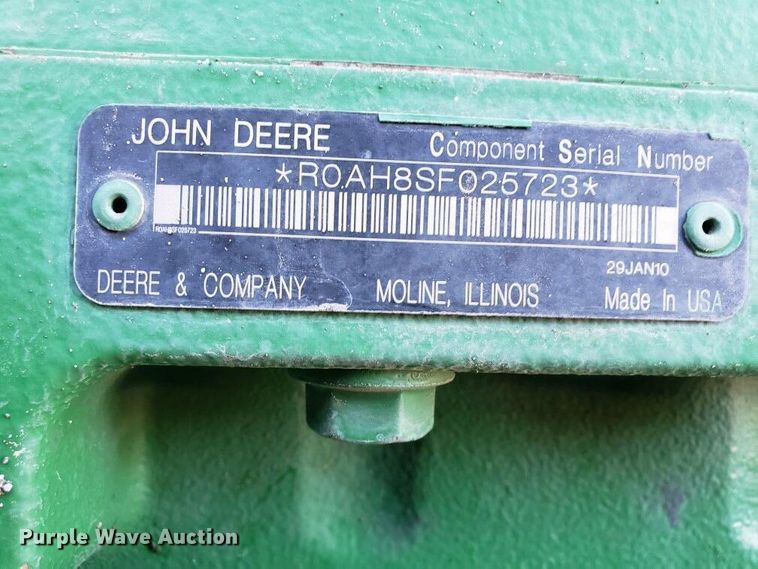 JOHN DEERE Component Serial Number
*R0AH8SF025723*
R0AH8SF025723
29JAN10
DEERE & COMPANY MOLINE, ILLINOIS Made In USA
Purple Wave Auction